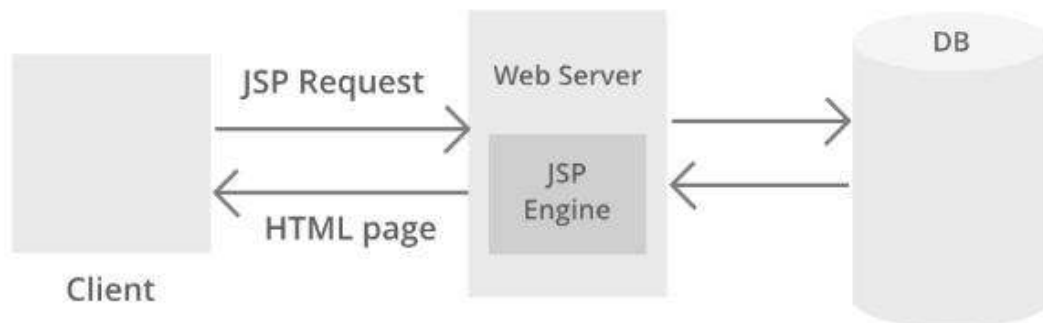 JSP Request
HTML page
Client
Web Server
JSP
Engine
DB